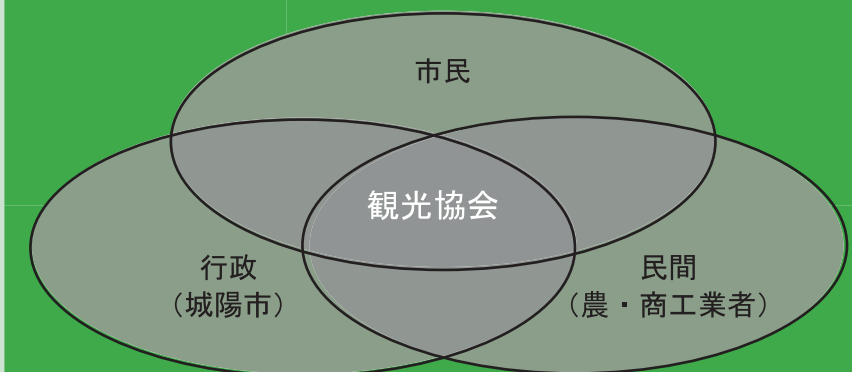 市民
観光協会
行政
（城陽市）
民間
（農・商工業者）